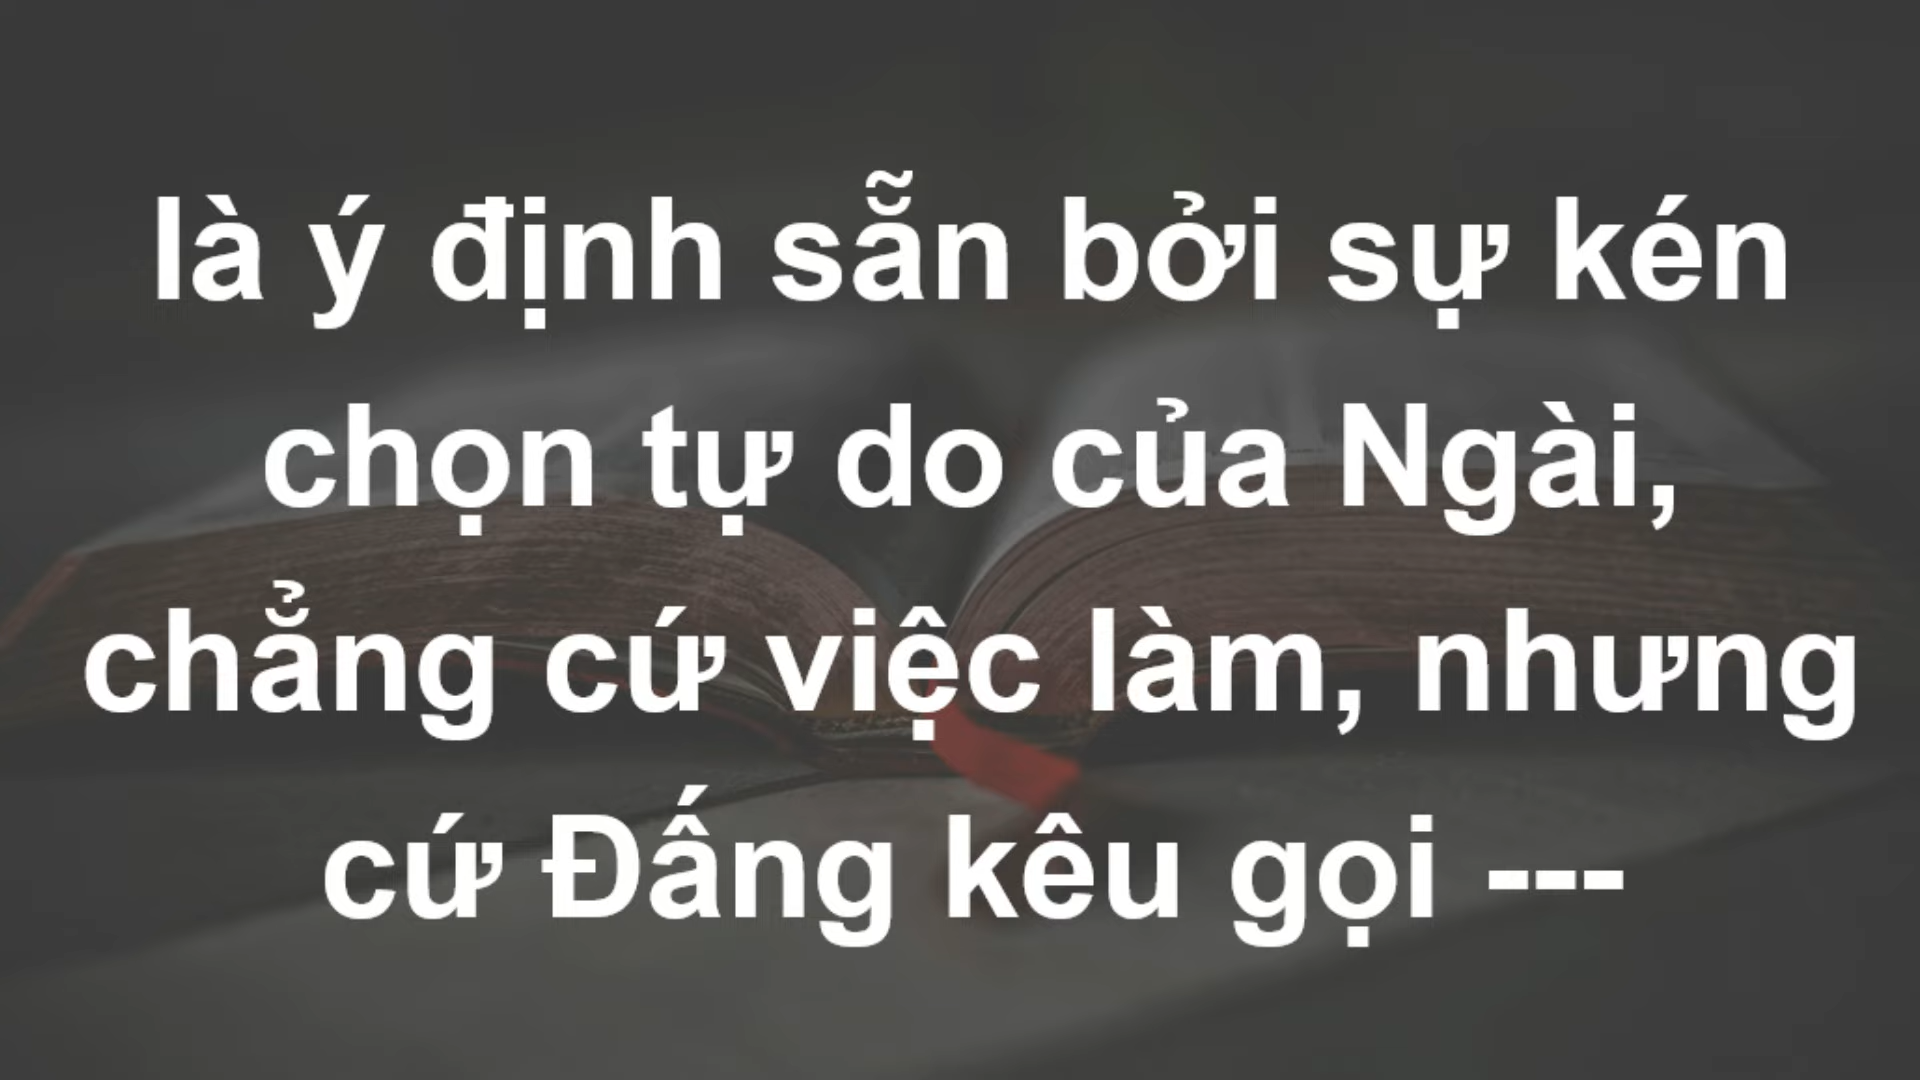 là ý định sẵn bởi sự kén
chọn tự do của Ngài,
chẳng cứ việc làm, nhưng
cứ Đấng kêu gọi ---